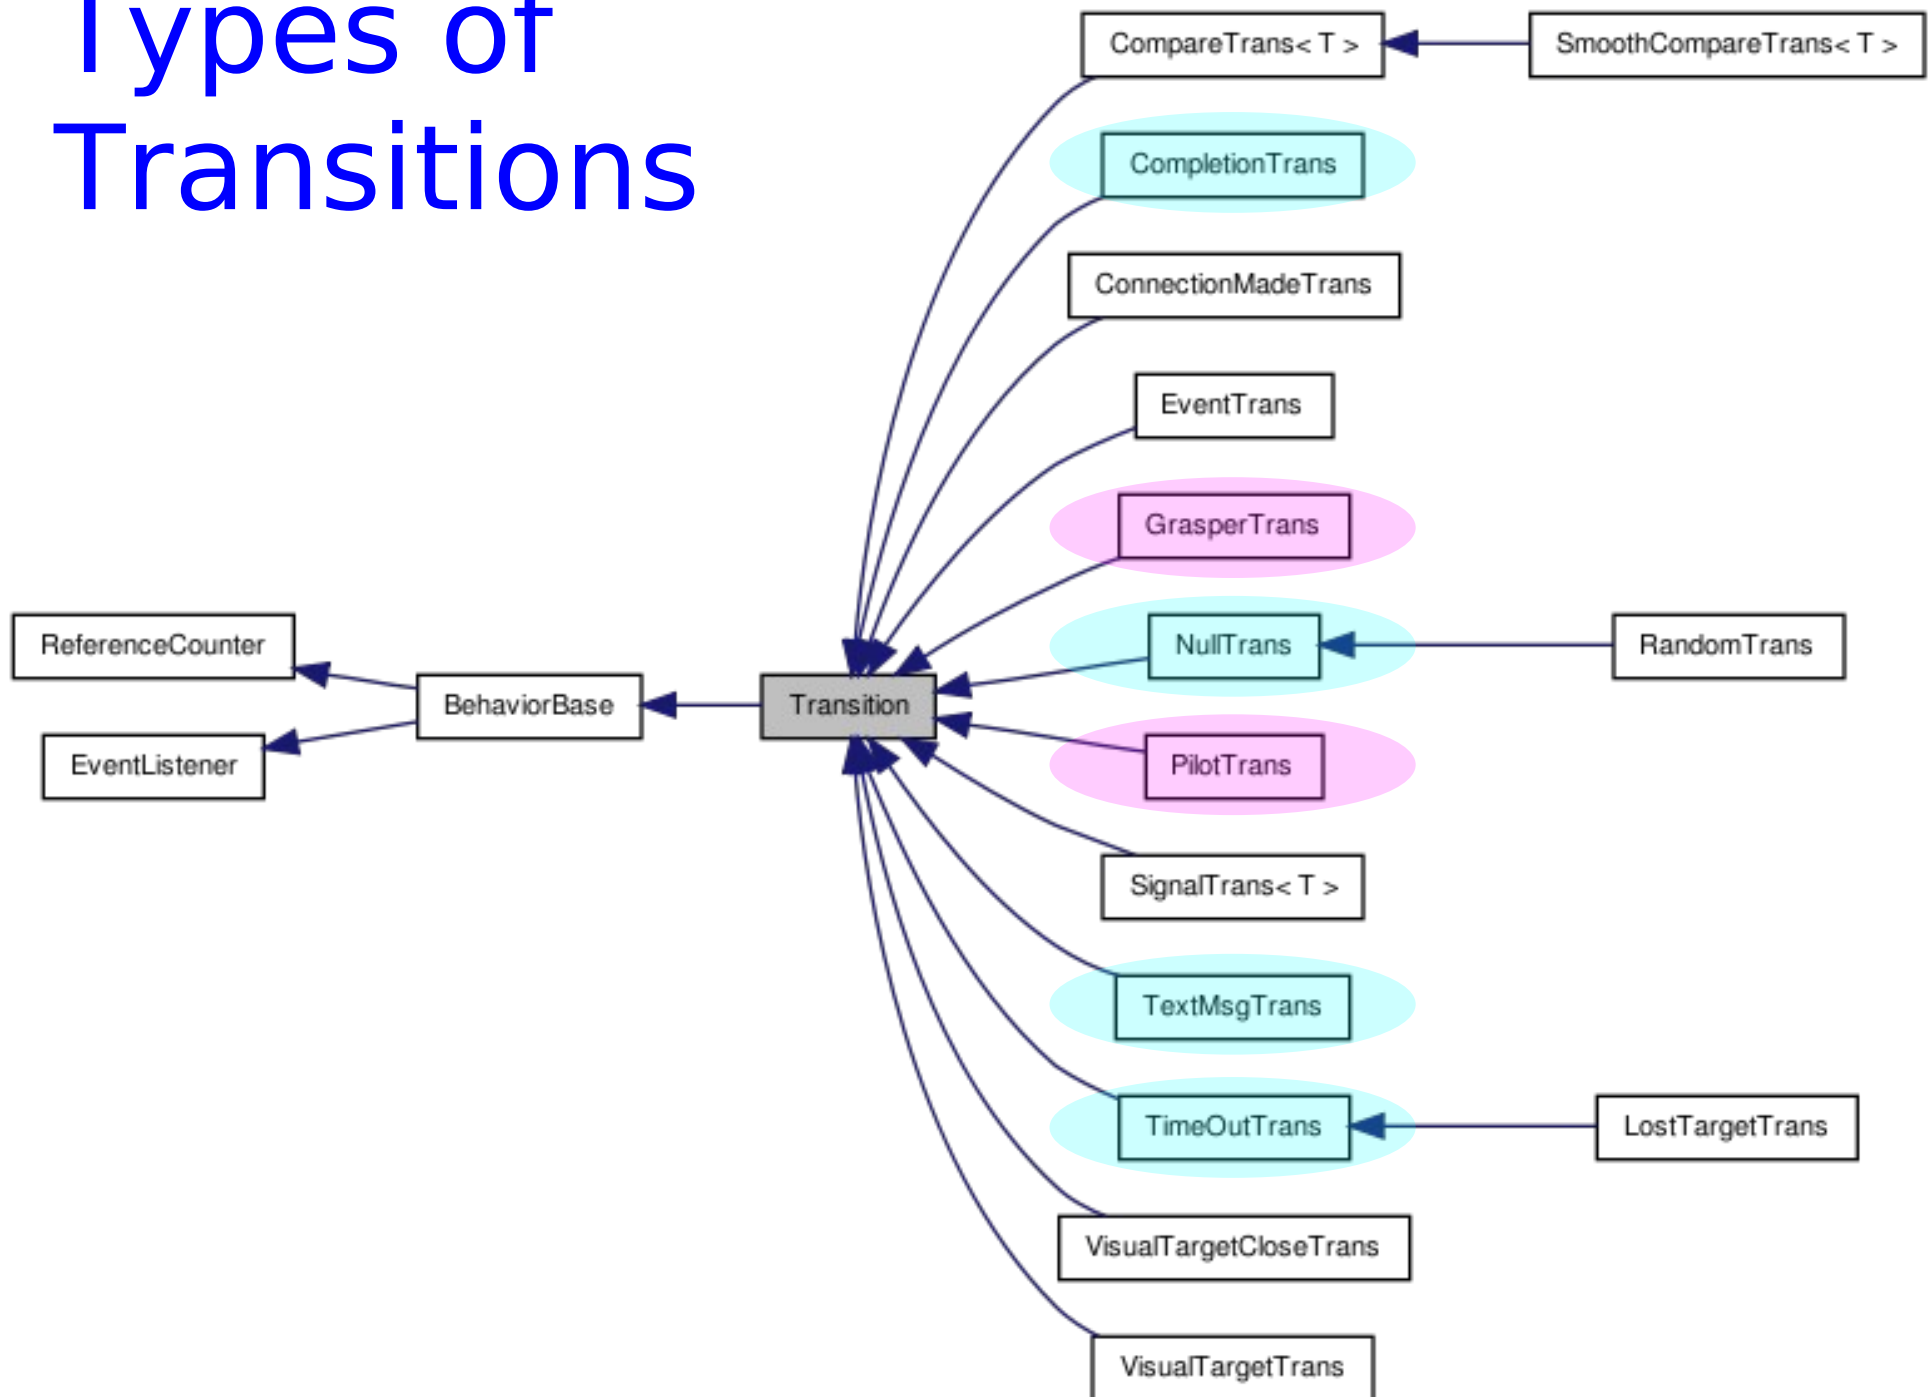 Types of
Transitions
CompareTrans< T >
SmoothCompareTrans< T >
CompletionTrans
ConnectionMadeTrans
EventTrans
GrasperTrans
ReferenceCounter
NullTrans
RandomTrans
BehaviorBase
Transition
EventListener
PilotTrans
SignalTrans< T >
TextMsgTrans
TimeOutTrans
LostTargetTrans
VisualTargetCloseTrans
VisualTargetTrans